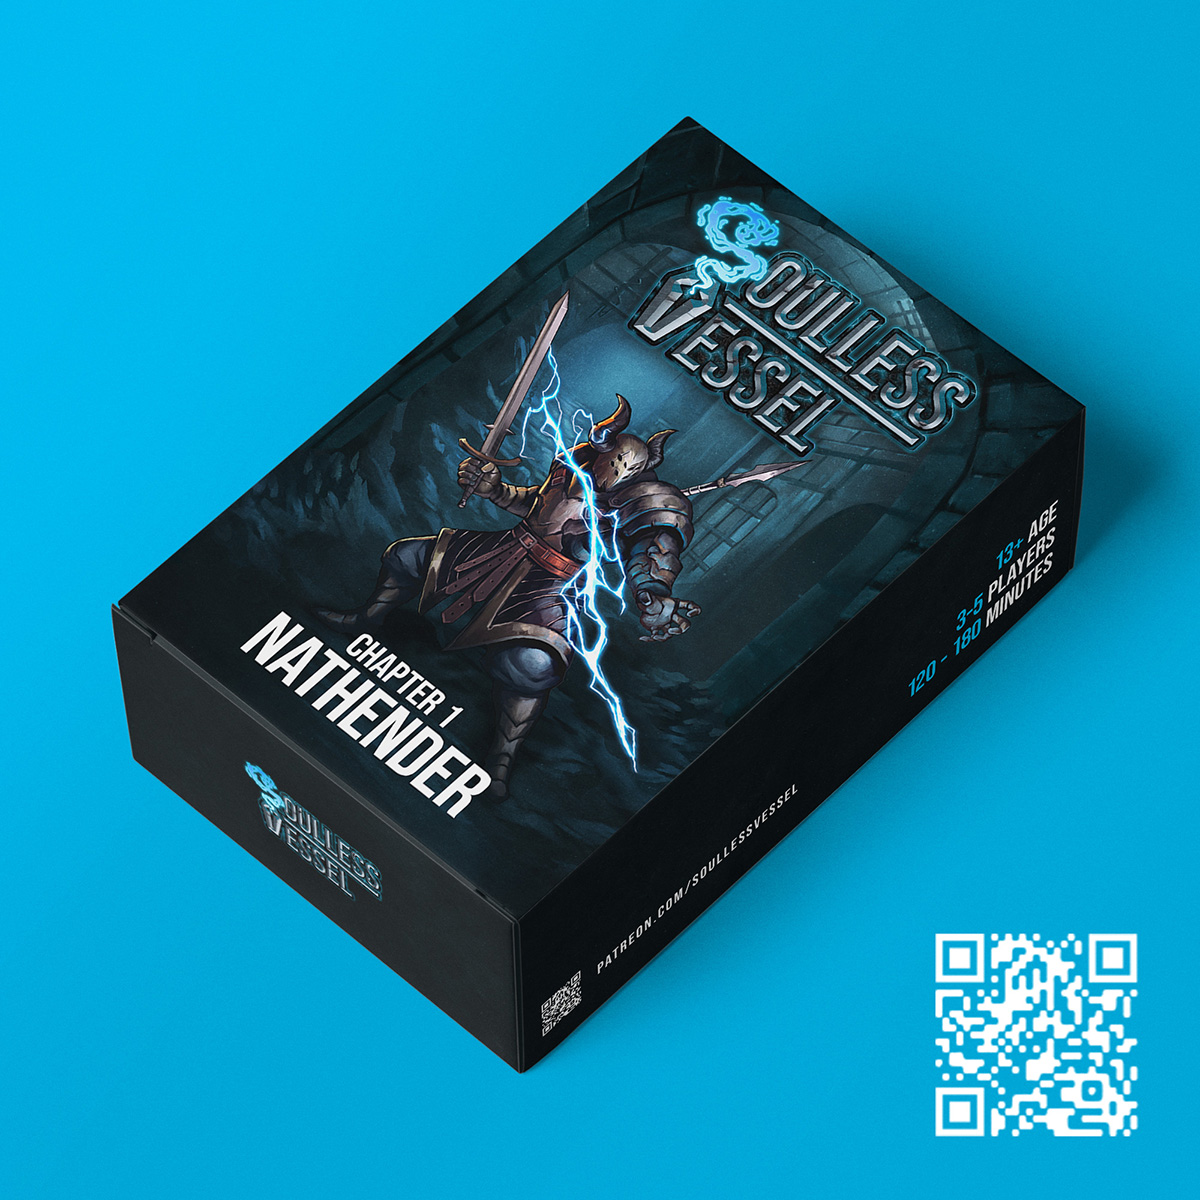 SOULLESS
VESSEL
CHAPTER 1
NATHENDER
SOULLESS
VESSEL
13+ AGE
3-5 PLAYERS
120 - 180 MINUTES
PATREON.COM/SOULLESSVESSEL